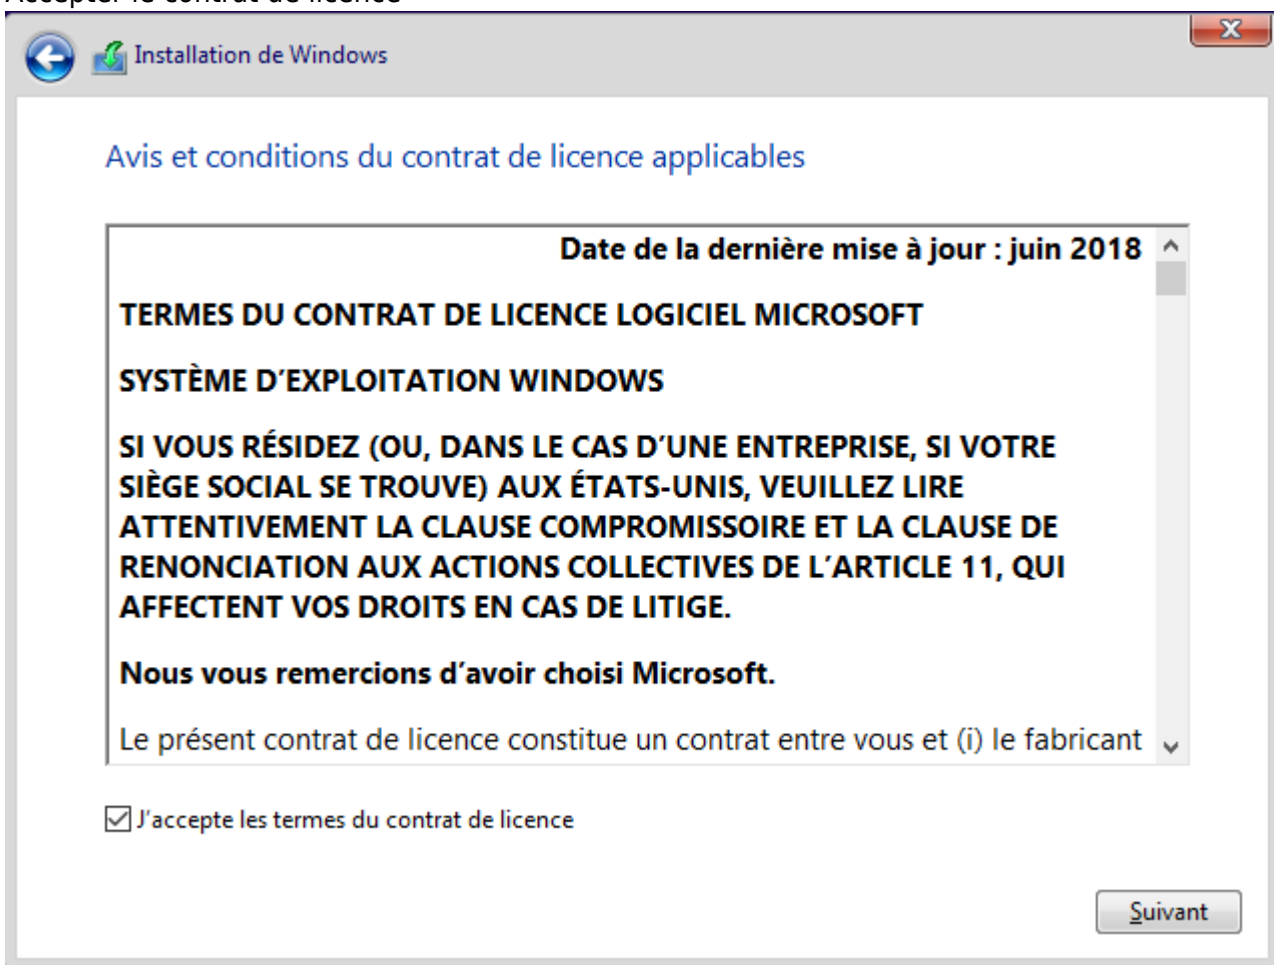 Accepter le contrat de licence
Installation de Windows
Avis et conditions du contrat de licence applicables
Date de la dernière mise à jour : juin 2018
TERMES DU CONTRAT DE LICENCE LOGICIEL MICROSOFT
SYSTÈME D’EXPLOITATION WINDOWS
SI VOUS RÉSIDEZ (OU, DANS LE CAS D’UNE ENTREPRISE, SI VOTRE
SIÈGE SOCIAL SE TROUVE) AUX ÉTATS-UNIS, VEUILLEZ LIRE
ATTENTIVEMENT LA CLAUSE COMPROMISSOIRE ET LA CLAUSE DE
RENONCIATION AUX ACTIONS COLLECTIVES DE L’ARTICLE 11, QUI
AFFECTENT VOS DROITS EN CAS DE LITIGE.
Nous vous remercions d’avoir choisi Microsoft.
Le présent contrat de licence constitue un contrat entre vous et (i) le fabricant
J’accepte les termes du contrat de licence
Suivant